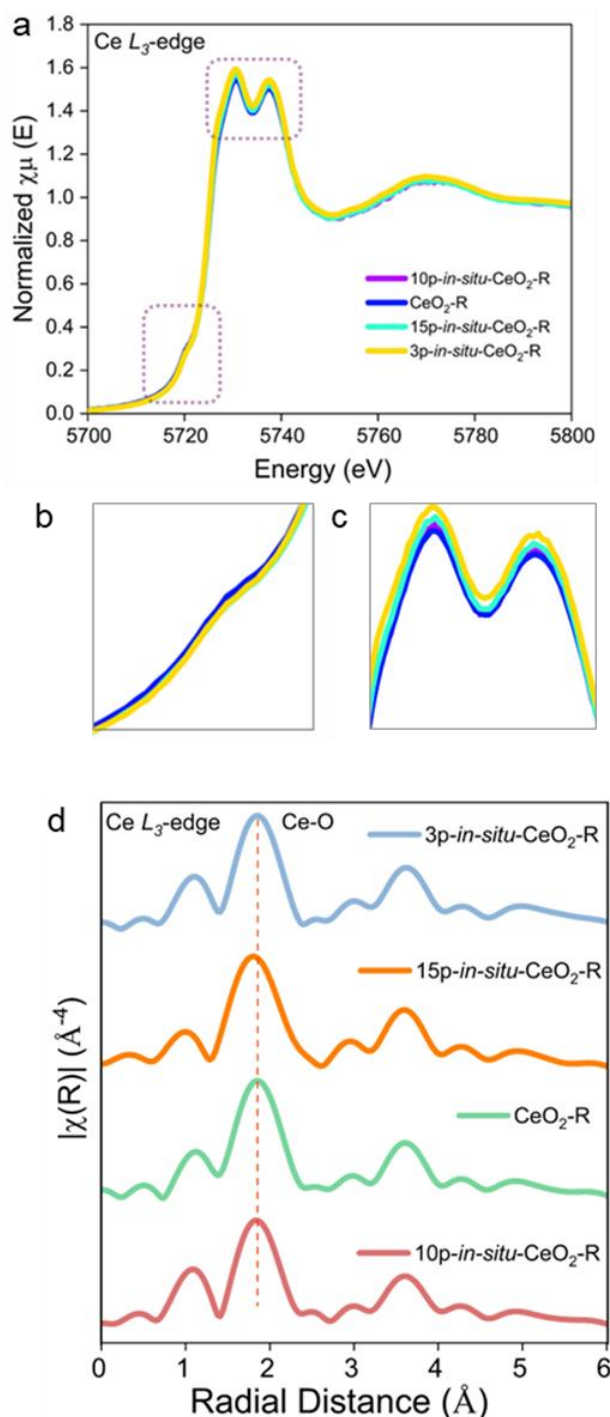 a
Ce L₃-edge
Normalized χμ (E)
1.8
1.6
1.4
1.2
1.0
0.8
0.6
0.4
0.2
0.0
10p-in-situ-CeO₂-R
CeO₂-R
15p-in-situ-CeO₂-R
3p-in-situ-CeO₂-R
5700 5720 5740 5760 5780 5800
Energy (eV)
b
c
d
Ce L₃-edge Ce-O
3p-in-situ-CeO₂-R
15p-in-situ-CeO₂-R
CeO₂-R
10p-in-situ-CeO₂-R
|χ(R)| (Å⁻⁴)
0 1 2 3 4 5 6
Radial Distance (Å)